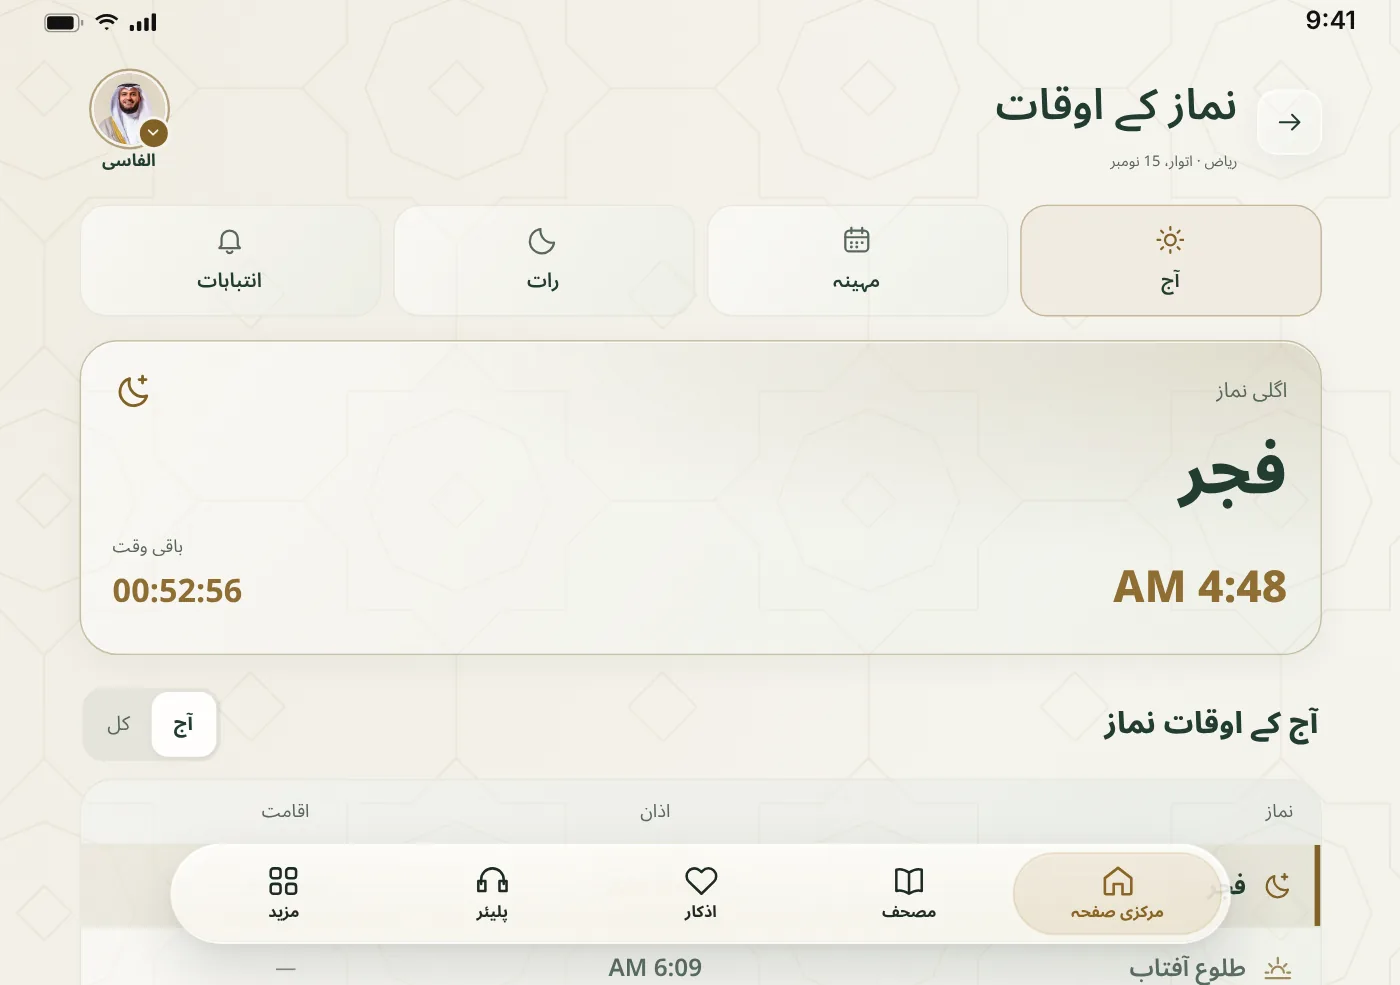 9:41
نماز کے اوقات
ریاض · اتوار، 15 نومبر
الفاسی
آج
مہینہ
رات
انتباہات
اگلی نماز
فجر
4:48 AM
باقی وقت
00:52:56
آج کے اوقات نماز
آج
کل
نماز
اذان
اقامت
فجر
مرکزی صفحہ
مصحف
اذکار
پلیئر
مزید
طلوع آفتاب
6:09 AM
—